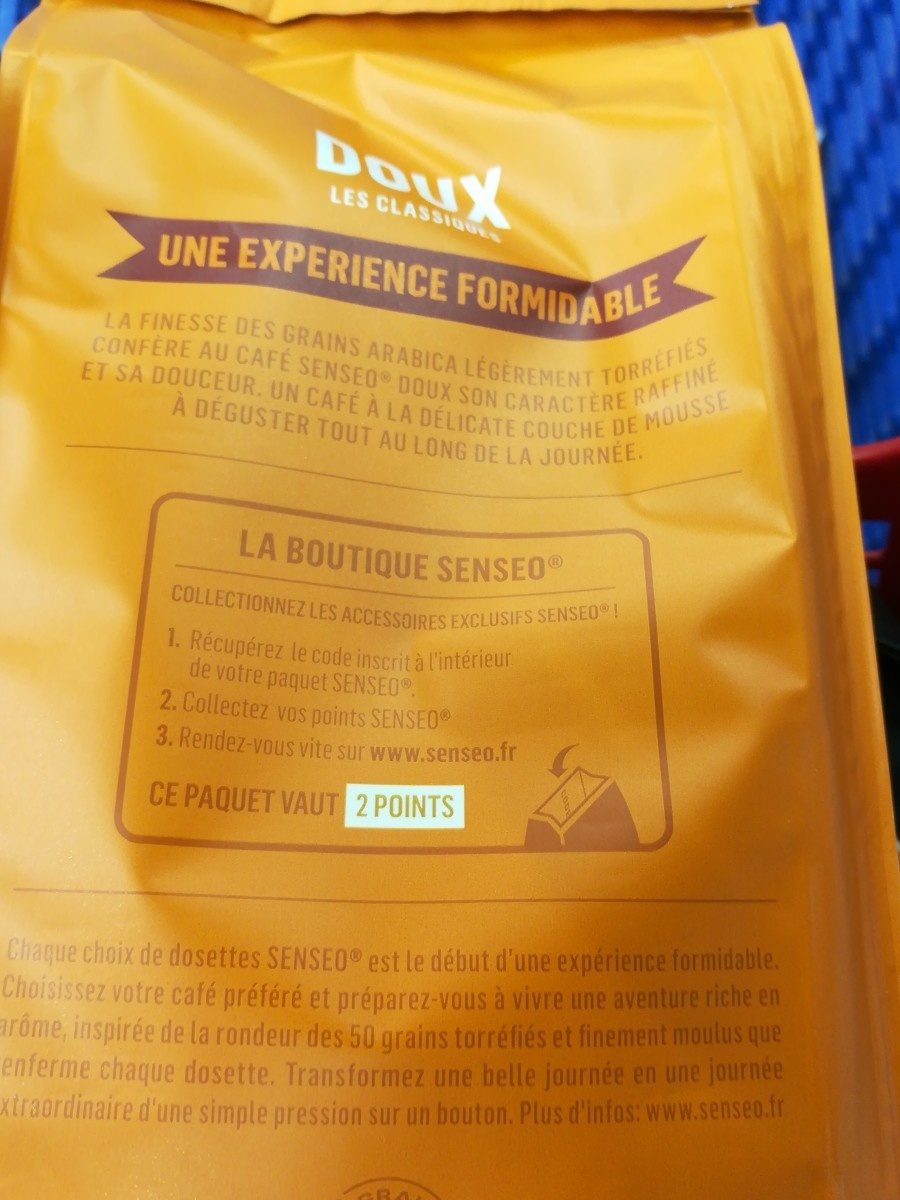 DOUX
LES CLASSIQUES
UNE EXPERIENCE FORMIDABLE
LA FINESSE DES GRAINS ARABICA LÉGÈREMENT TORRÉFIÉS
CONFÈRE AU CAFÉ SENSEO® DOUX SON CARACTÈRE RAFFINÉ
ET SA DOUCEUR. UN CAFÉ À LA DÉLICATE COUCHE DE MOUSSE
À DÉGUSTER TOUT AU LONG DE LA JOURNÉE.
LA BOUTIQUE SENSEO®
COLLECTIONNEZ LES ACCESSOIRES EXCLUSIFS SENSEO® !
1. Récupérez le code inscrit à l'intérieur
de votre paquet SENSEO®.
2. Collectez vos points SENSEO®
3. Rendez-vous vite sur www.senseo.fr
CE PAQUET VAUT 2 POINTS
Chaque choix de dosettes SENSEO® est le début d'une expérience formidable.
Choisissez votre café préféré et préparez-vous à vivre une aventure riche en
arôme, inspirée de la rondeur des 50 grains torréfiés et finement moulus que
enferme chaque dosette. Transformez une belle journée en une journée
xtraordinaire d'une simple pression sur un bouton. Plus d'infos: www.senseo.fr